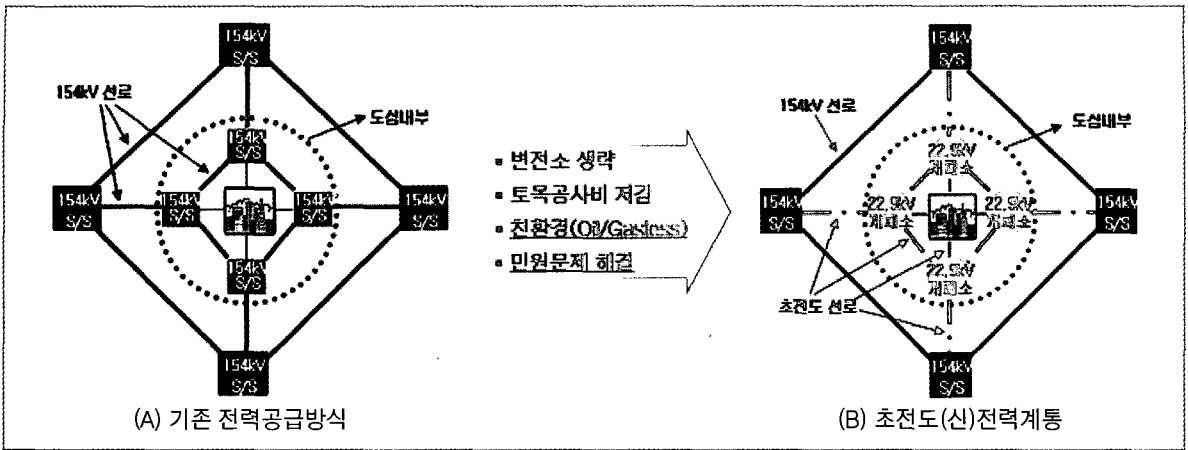 154kV
S/S
154kV 선로
도심내부
154kV
S/S
154kV
S/S
154kV
S/S
154kV
S/S
154kV
S/S
154kV
S/S
154kV
S/S
(A) 기존 전력공급방식
▪ 변전소 생략
▪ 토목공사비 저감
▪ 친환경(Oil/Gasless)
▪ 민원문제 해결
154kV
S/S
154kV 선로
도심내부
22.9kV
개폐소
154kV
S/S
22.9kV
개폐소
22.9kV
개폐소
154kV
S/S
22.9kV
개폐소
초전도 선로
154kV
S/S
(B) 초전도(신)전력계통